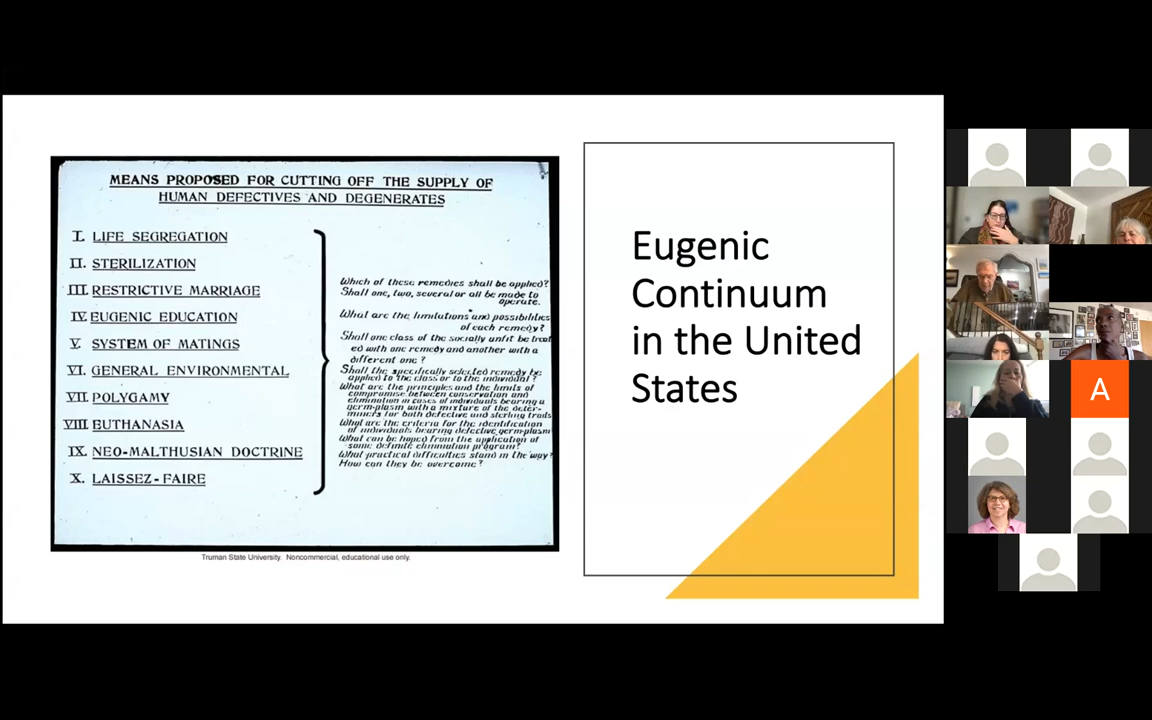 MEANS PROPOSED FOR CUTTING OFF THE SUPPLY OF
HUMAN DEFECTIVES AND DEGENERATES
I. LIFE SEGREGATION
II. STERILIZATION
III. RESTRICTIVE MARRIAGE
IV. EUGENIC EDUCATION
V. SYSTEM OF MATINGS
VI. GENERAL ENVIRONMENTAL
VII. POLYGAMY
VIII. EUTHANASIA
IX. NEO-MALTHUSIAN DOCTRINE
X. LAISSEZ-FAIRE
Which of these remedies shall be applied?
Shall one, two, several or all be made to
operate.
What are the limitations and possibilities
of each remedy?
Shall one class of the socially unfit be treat
ed with one remedy and another with a
different one?
Shall the specifically selected remedy be
applied to the class or to the individual?
What are the principles and the limits of
compromise between conservation and
elimination in cases of individuals bearing a
germ-plasm with a mixture of the deter-
miners for both defective and sterling traits
What are the criteria for the identification
of individuals bearing defective germ-plasm
What can be hoped from the application of
some definite elimination program?
What practical difficulties stand in the way?
How can they be overcome?
Truman State University. Noncommercial, educational use only.
Eugenic
Continuum
in the United
States
A